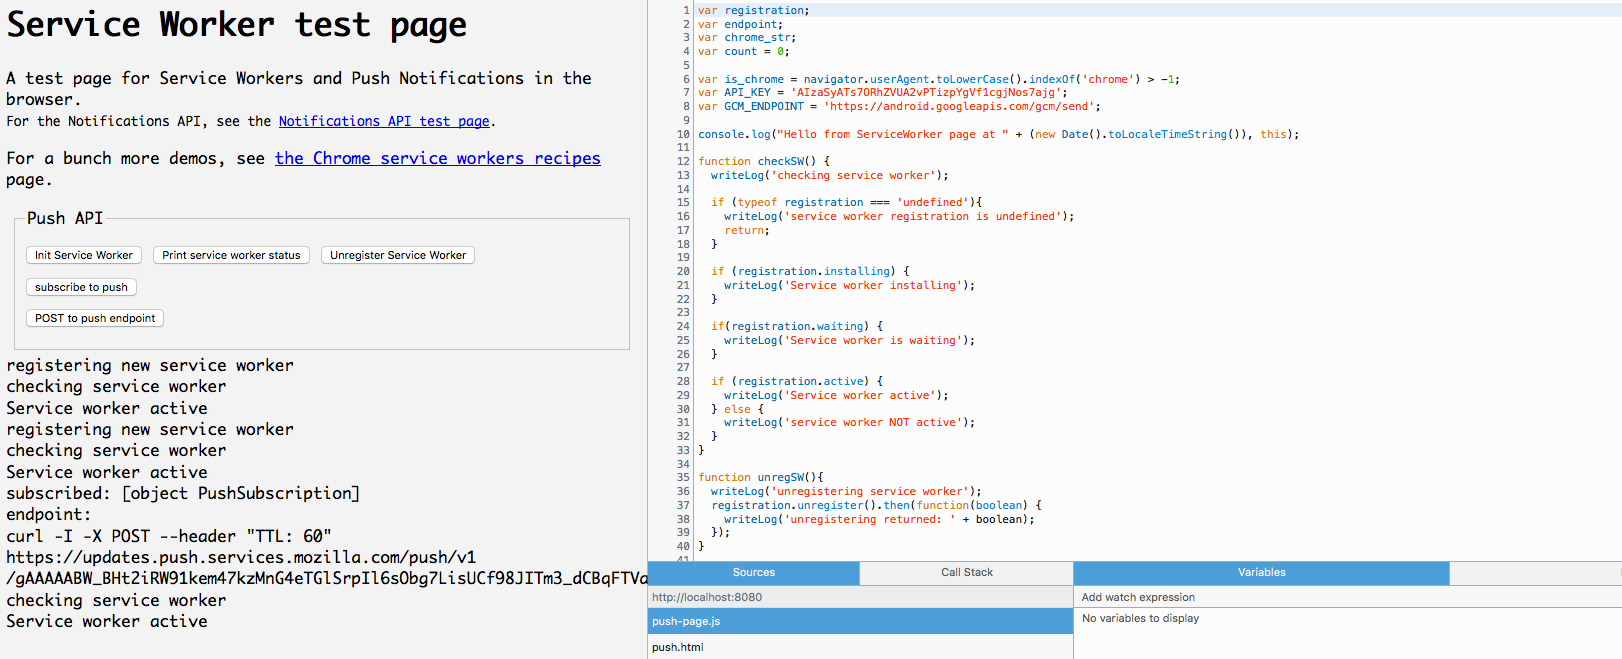 Service Worker test page
A test page for Service Workers and Push Notifications in the
browser.
For the Notifications API, see the Notifications API test page.
For a bunch more demos, see the Chrome service workers recipes
page.
Push API
Init Service Worker Print service worker status Unregister Service Worker
subscribe to push
POST to push endpoint
registering new service worker
checking service worker
Service worker active
registering new service worker
checking service worker
Service worker active
subscribed: [object PushSubscription]
endpoint:
curl -I -X POST --header "TTL: 60"
https://updates.push.services.mozilla.com/push/v1
/gAAAAABW_BHt2iRW91kem47kzMnG4eTGlSrpIl6sObg7LisUCf98JITm3_dCBqFTVa
checking service worker
Service worker active
1 var registration;
2 var endpoint;
3 var chrome_str;
4 var count = 0;
5
6 var is_chrome = navigator.userAgent.toLowerCase().indexOf('chrome') > -1;
7 var API_KEY = 'AIzaSyATs7ORhZVUA2vPTizpYgVf1cgjNos7ajg';
8 var GCM_ENDPOINT = 'https://android.googleapis.com/gcm/send';
9
10 console.log("Hello from ServiceWorker page at " + (new Date().toLocaleTimeString()), this);
11
12 function checkSW() {
13 writeLog('checking service worker');
14
15 if (typeof registration === 'undefined'){
16 writeLog('service worker registration is undefined');
17 return;
18 }
19
20 if (registration.installing) {
21 writeLog('Service worker installing');
22 }
23
24 if(registration.waiting) {
25 writeLog('Service worker is waiting');
26 }
27
28 if (registration.active) {
29 writeLog('Service worker active');
30 } else {
31 writeLog('service worker NOT active');
32 }
33 }
34
35 function unregSW(){
36 writeLog('unregistering service worker');
37 registration.unregister().then(function(boolean) {
38 writeLog('unregistering returned: ' + boolean);
39 });
40 }
41
Sources Call Stack Variables
http://localhost:8080
push-page.js
push.html
Add watch expression
No variables to display